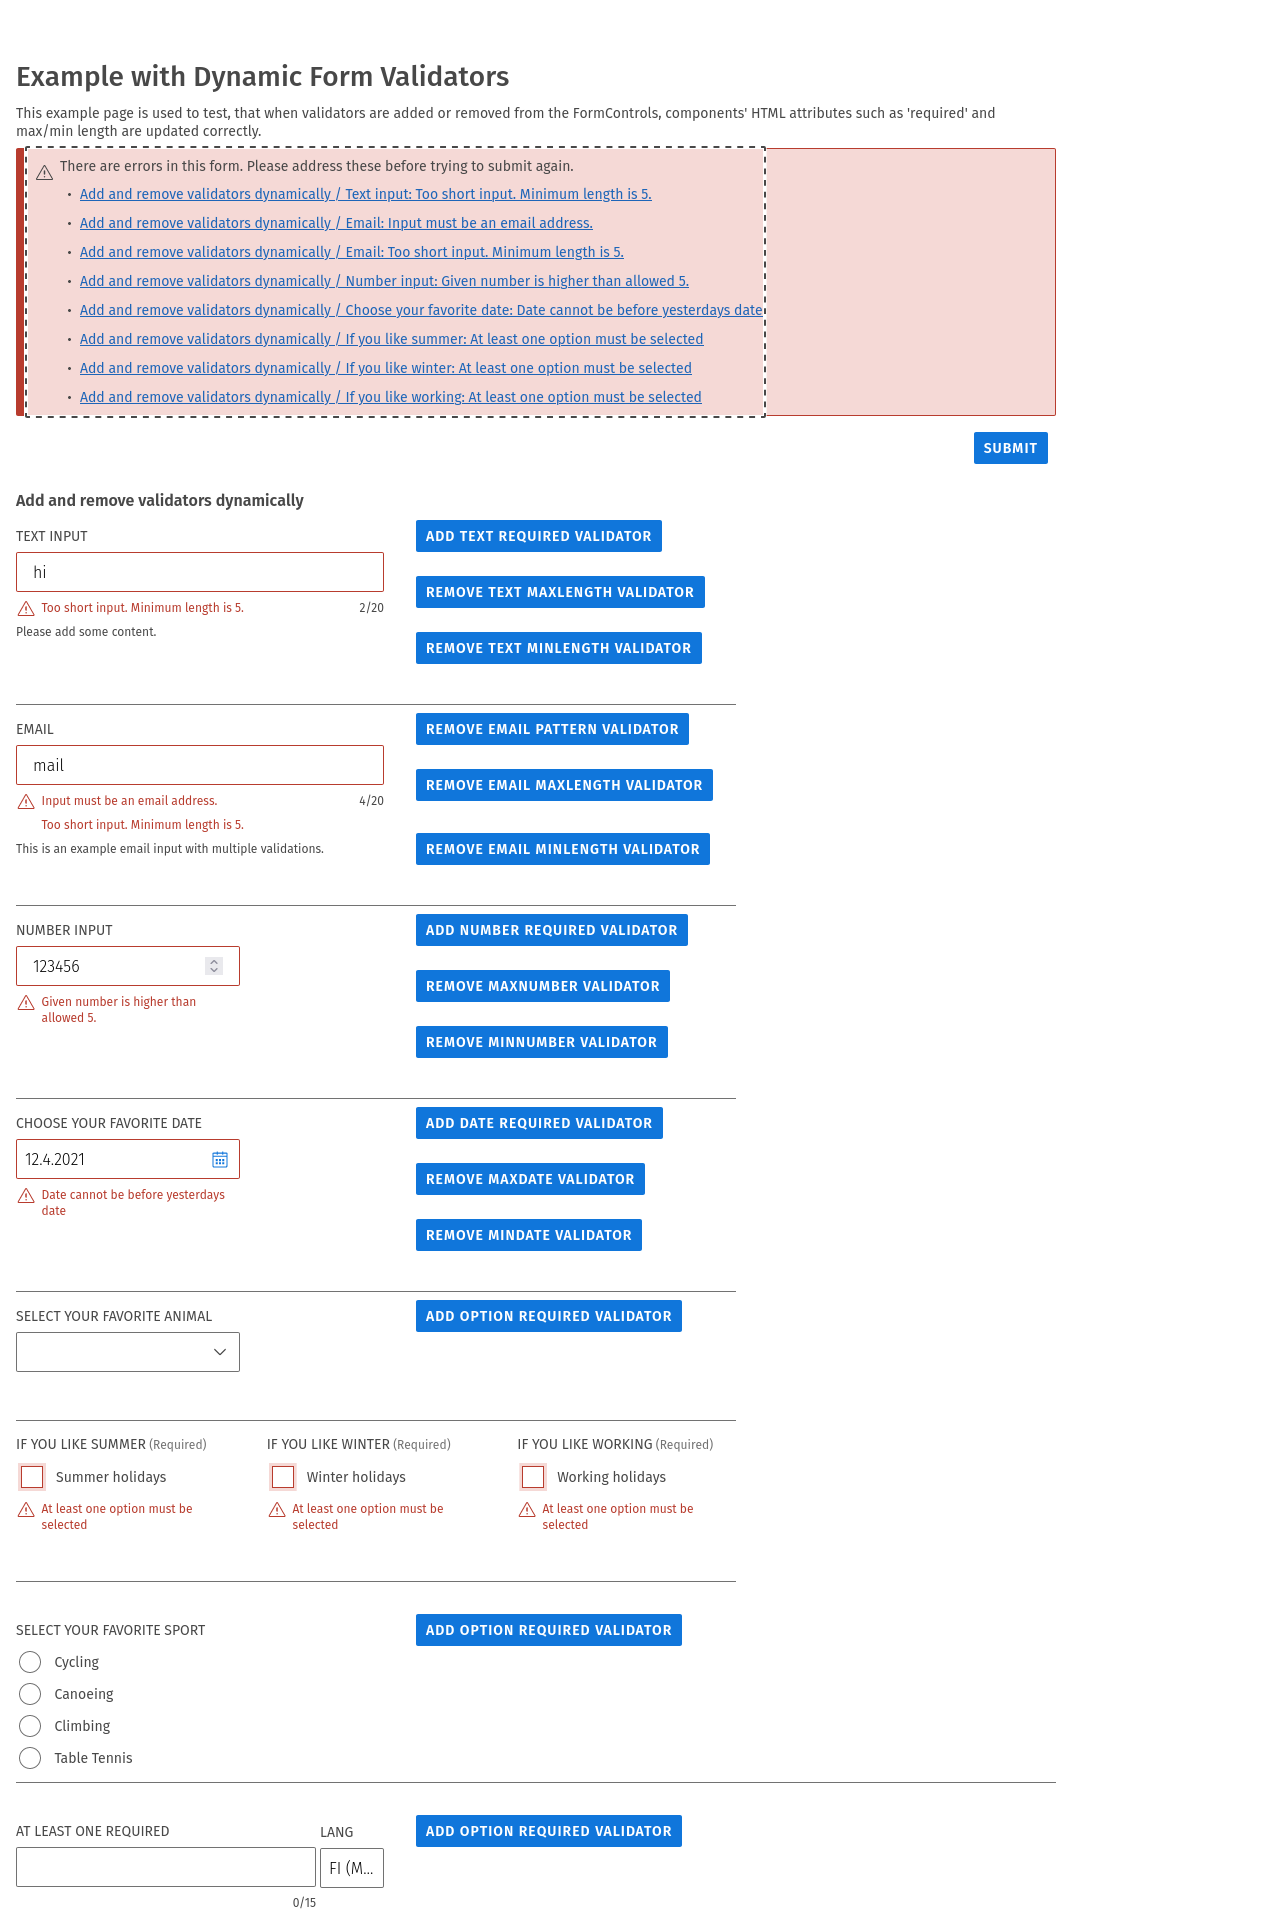 Example with Dynamic Form Validators
This example page is used to test, that when validators are added or removed from the FormControls, components' HTML attributes such as 'required' and
max/min length are updated correctly.
There are errors in this form. Please address these before trying to submit again.
• Add and remove validators dynamically / Text input: Too short input. Minimum length is 5.
• Add and remove validators dynamically / Email: Input must be an email address.
• Add and remove validators dynamically / Email: Too short input. Minimum length is 5.
• Add and remove validators dynamically / Number input: Given number is higher than allowed 5.
• Add and remove validators dynamically / Choose your favorite date: Date cannot be before yesterdays date
• Add and remove validators dynamically / If you like summer: At least one option must be selected
• Add and remove validators dynamically / If you like winter: At least one option must be selected
• Add and remove validators dynamically / If you like working: At least one option must be selected
SUBMIT
Add and remove validators dynamically
TEXT INPUT
ADD TEXT REQUIRED VALIDATOR
hi
REMOVE TEXT MAXLENGTH VALIDATOR
Too short input. Minimum length is 5.
2/20
Please add some content.
REMOVE TEXT MINLENGTH VALIDATOR
EMAIL
REMOVE EMAIL PATTERN VALIDATOR
mail
REMOVE EMAIL MAXLENGTH VALIDATOR
Input must be an email address.
4/20
Too short input. Minimum length is 5.
This is an example email input with multiple validations.
REMOVE EMAIL MINLENGTH VALIDATOR
NUMBER INPUT
ADD NUMBER REQUIRED VALIDATOR
123456
REMOVE MAXNUMBER VALIDATOR
Given number is higher than
allowed 5.
REMOVE MINNUMBER VALIDATOR
CHOOSE YOUR FAVORITE DATE
ADD DATE REQUIRED VALIDATOR
12.4.2021
REMOVE MAXDATE VALIDATOR
Date cannot be before yesterdays
date
REMOVE MINDATE VALIDATOR
SELECT YOUR FAVORITE ANIMAL
ADD OPTION REQUIRED VALIDATOR
IF YOU LIKE SUMMER (Required)
Summer holidays
At least one option must be
selected
IF YOU LIKE WINTER (Required)
Winter holidays
At least one option must be
selected
IF YOU LIKE WORKING (Required)
Working holidays
At least one option must be
selected
SELECT YOUR FAVORITE SPORT
ADD OPTION REQUIRED VALIDATOR
Cycling
Canoeing
Climbing
Table Tennis
AT LEAST ONE REQUIRED
LANG
ADD OPTION REQUIRED VALIDATOR
FI (M...
0/15